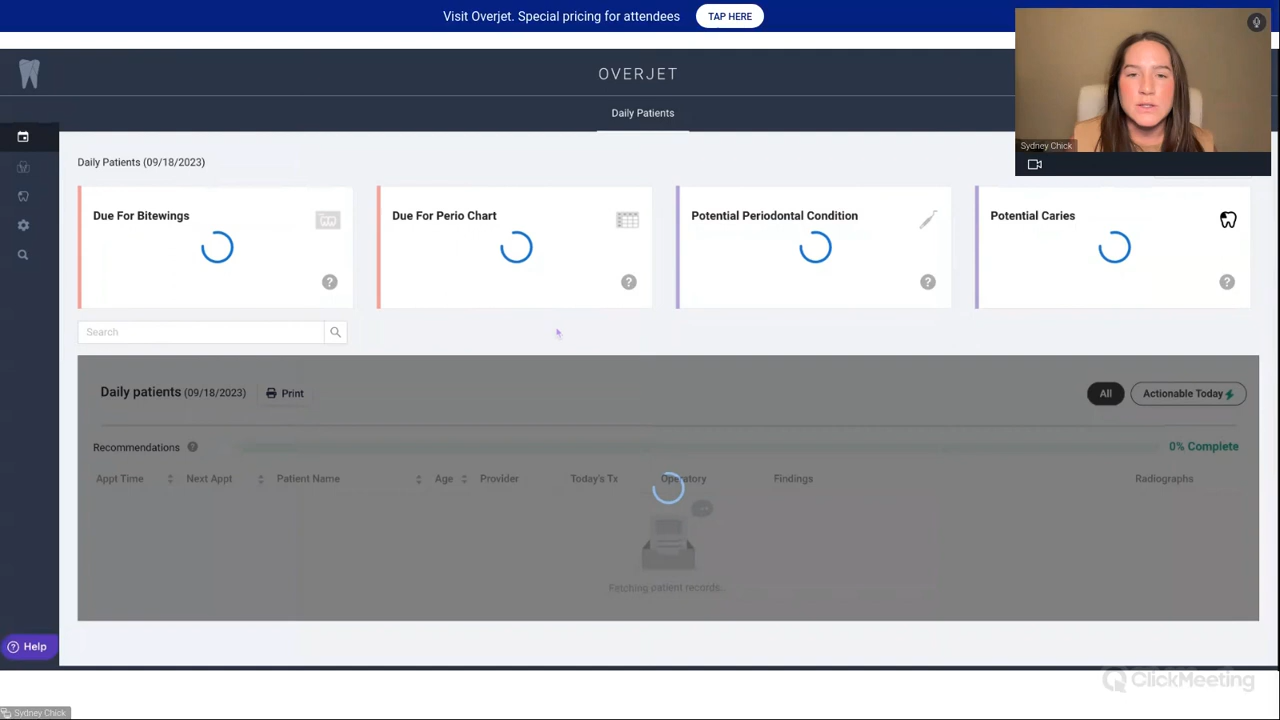 Visit Overjet. Special pricing for attendees TAP HERE
OVERJET
Daily Patients
Sydney Chick
Daily Patients (09/18/2023)
Due For Bitewings
Due For Perio Chart
Potential Periodontal Condition
Potential Caries
Search
Daily patients (09/18/2023) Print All Actionable Today
Recommendations 0% Complete
Appt Time Next Appt Patient Name Age Provider Today's Tx Operatory Findings Radiographs
Fetching patient records...
Help
ClickMeeting
Sydney Chick